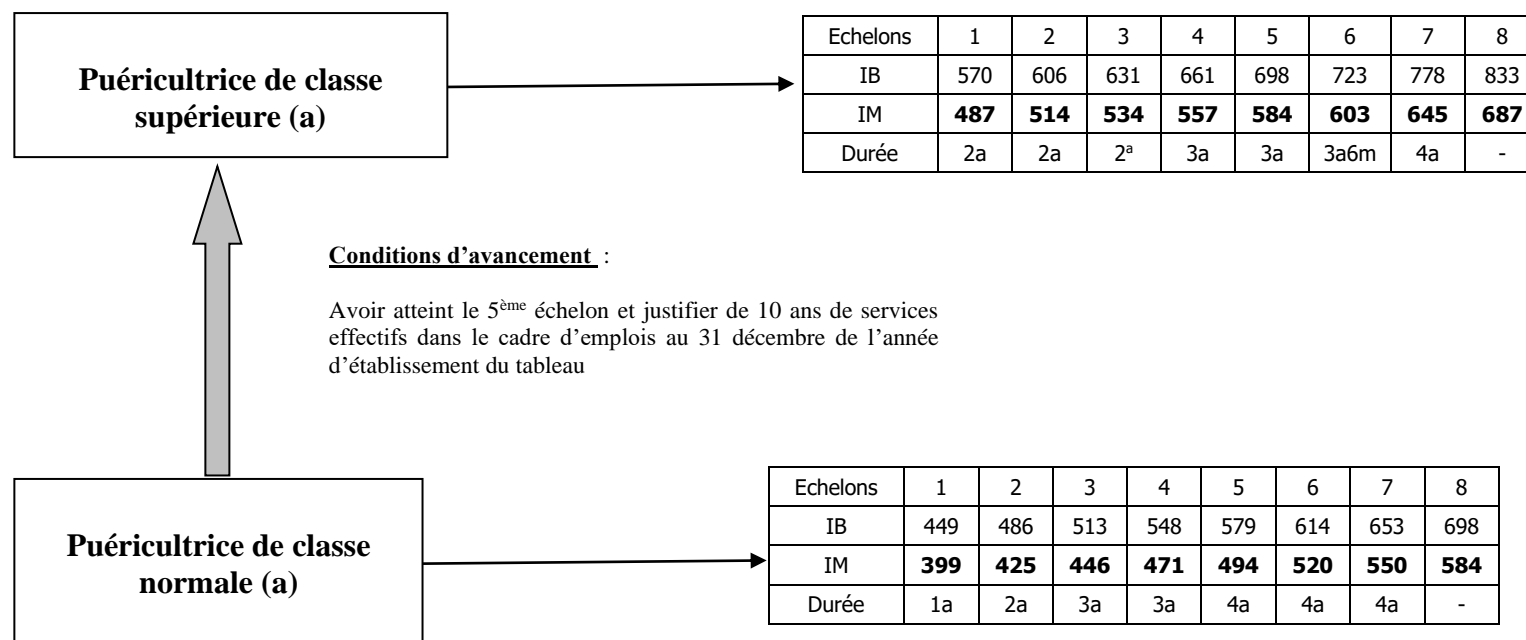 Puéricultrice de classe
supérieure (a)
Echelons 1 2 3 4 5 6 7 8
IB 570 606 631 661 698 723 778 833
IM 487 514 534 557 584 603 645 687
Durée 2a 2a 2ª 3a 3a 3a6m 4a -
Conditions d’avancement :
Avoir atteint le 5ème échelon et justifier de 10 ans de services
effectifs dans le cadre d’emplois au 31 décembre de l’année
d’établissement du tableau
Puéricultrice de classe
normale (a)
Echelons 1 2 3 4 5 6 7 8
IB 449 486 513 548 579 614 653 698
IM 399 425 446 471 494 520 550 584
Durée 1a 2a 3a 3a 4a 4a 4a -